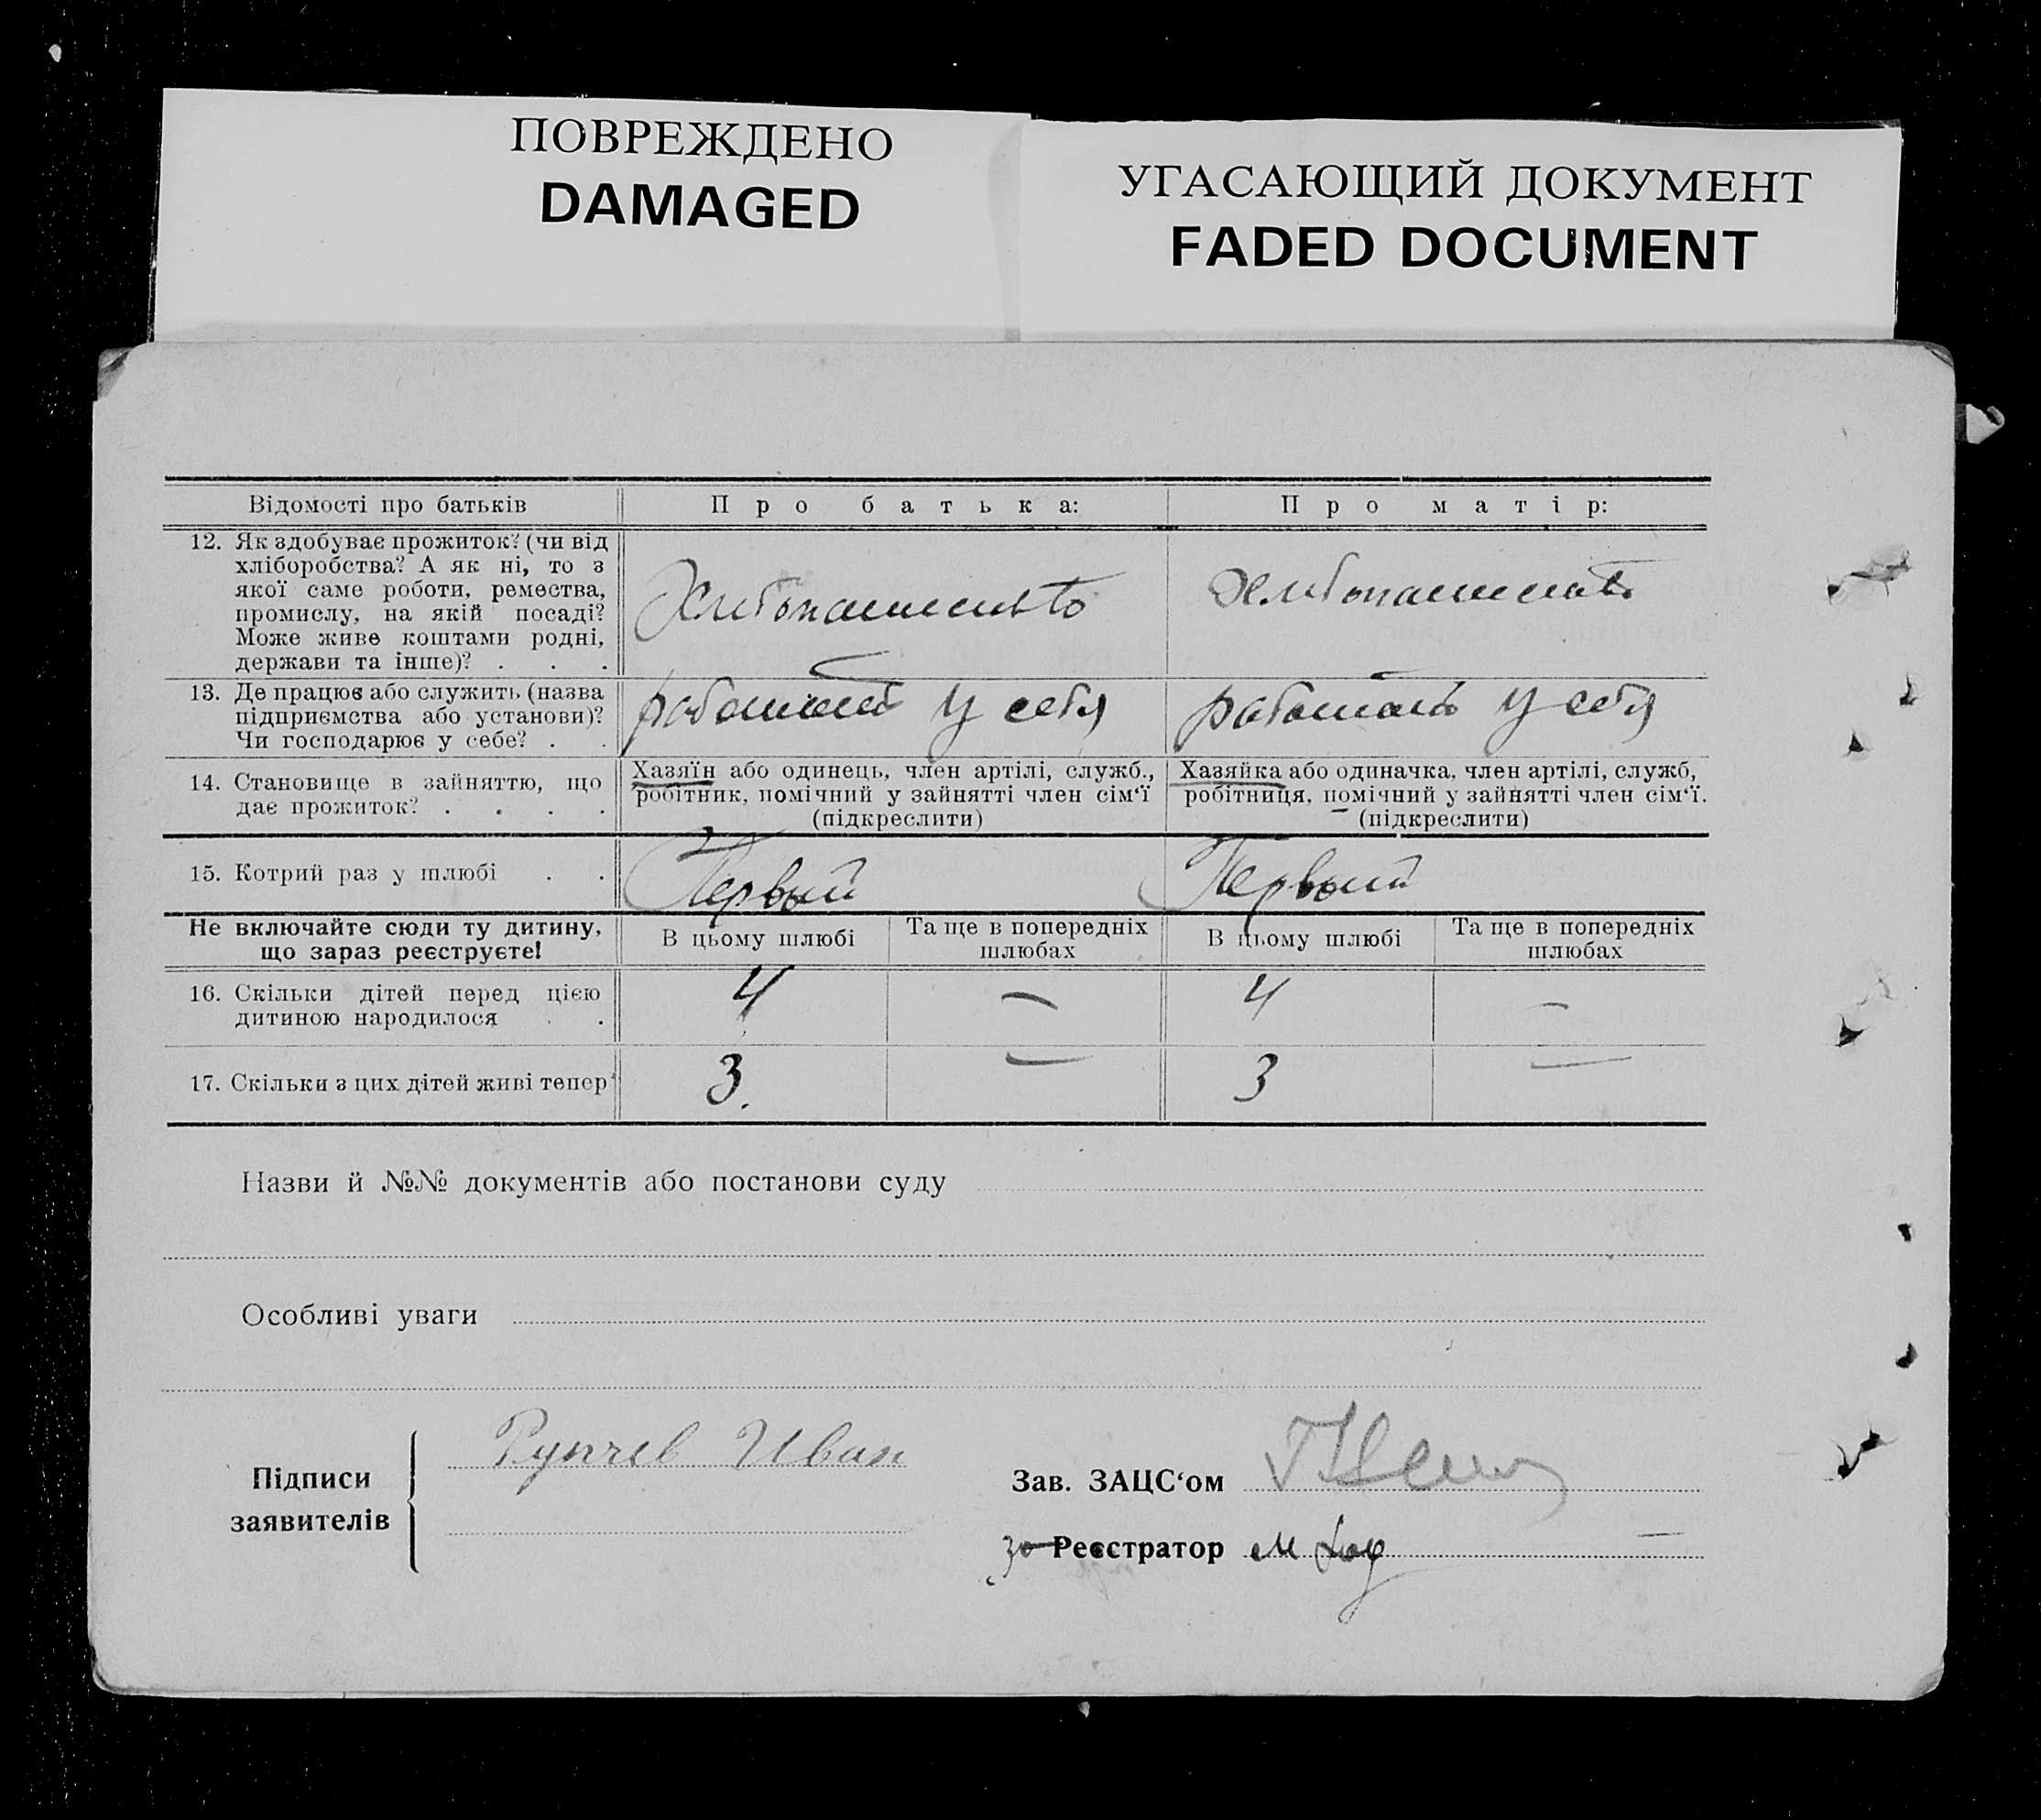 ПОВРЕЖДЕНО
DAMAGED
УГАСАЮЩИЙ ДОКУМЕНТ
FADED DOCUMENT
Відомості про батьків
Про батька:
Про матір:
12. Як здобуває прожиток? (чи від
хліборобства? А як ні, то з
якої саме роботи, ремества,
промислу, на якій посаді?
Може живе коштами родні,
держави та інше)? . . .
13. Де працює або служить (назва
підприємства або установи)?
Чи господарює у себе? . .
у себя
у себя
14. Становище в зайняттю, що
дає прожиток? . . . .
Хазяїн або одинець, член артілі, служб.,
робітник, помічний у зайнятті член сім‘ї
(підкреслити)
Хазяйка або одиначка, член артілі, служб,
робітниця, помічний у зайнятті член сім‘ї.
(підкреслити)
15. Котрий раз у шлюбі . .
Первый
Первый
Не включайте сюди ту дитину,
що зараз реєструєте!
В цьому шлюбі
Та ще в попередніх
шлюбах
В цьому шлюбі
Та ще в попередніх
шлюбах
16. Скільки дітей перед цією
дитиною народилося . .
4 — 4 —
17. Скільки з цих дітей живі тепер
3. — 3 —
Назви й №№ документів або постанови суду
Особливі уваги
Підписи
заявителів
Рупчев Иван
Зав. ЗАЦС‘ом
Реєстратор